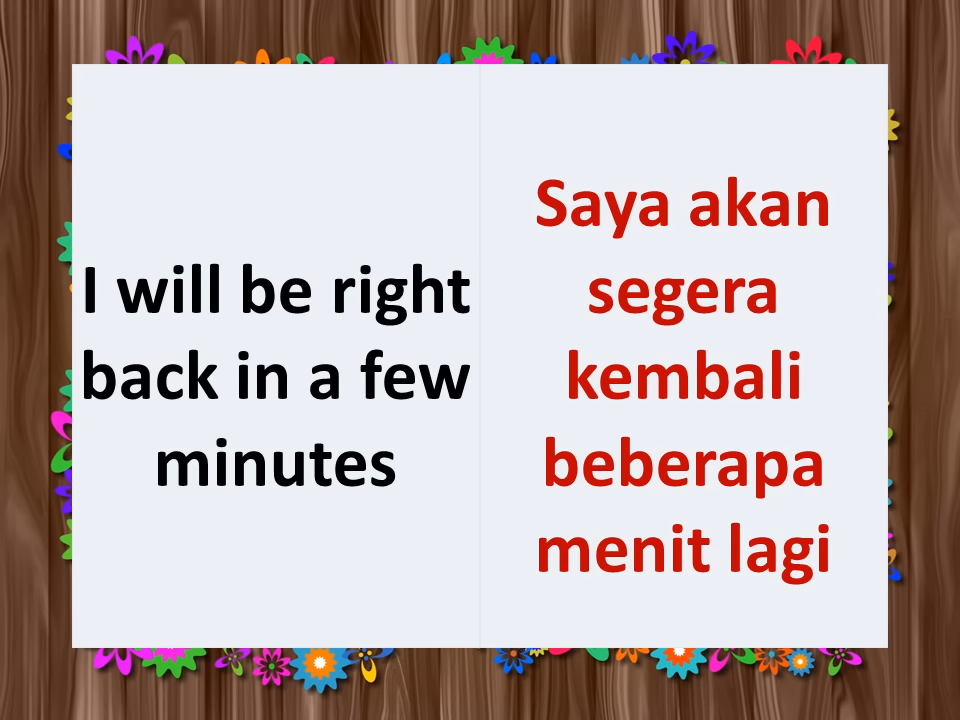 I will be right
back in a few
minutes
Saya akan
segera
kembali
beberapa
menit lagi